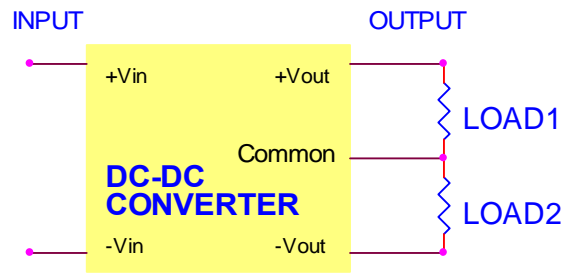 INPUT
OUTPUT
+Vin
+Vout
LOAD1
Common
DC-DC
CONVERTER
LOAD2
-Vin
-Vout